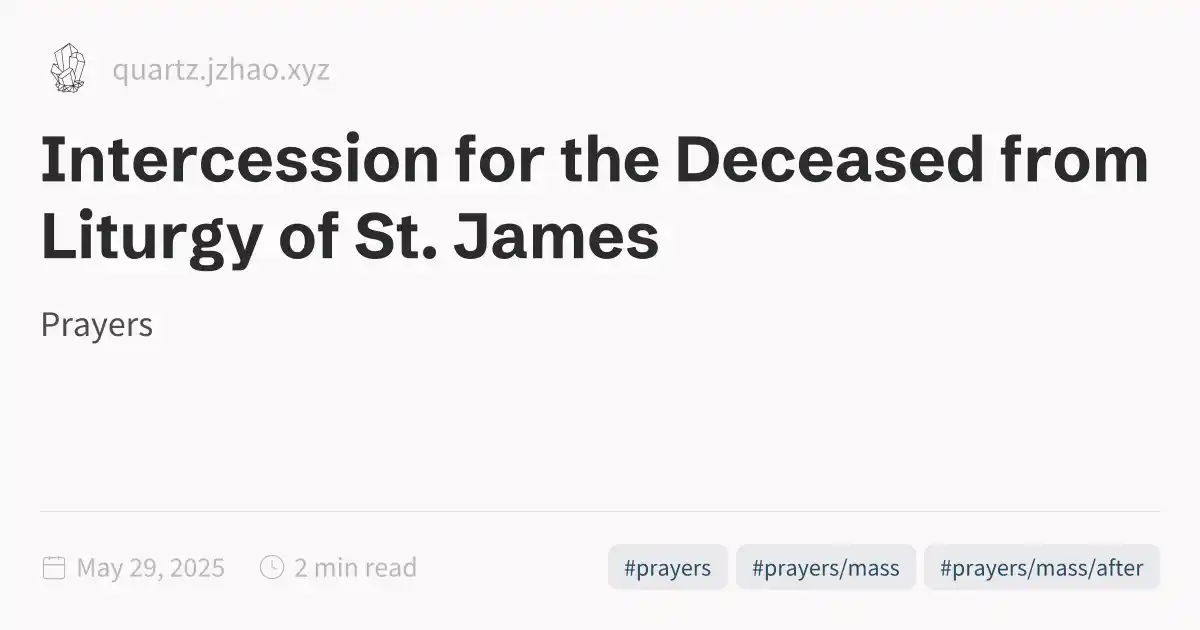 quartz.jzhao.xyz
Intercession for the Deceased from
Liturgy of St. James
Prayers
May 29, 2025
2 min read
#prayers
#prayers/mass
#prayers/mass/after